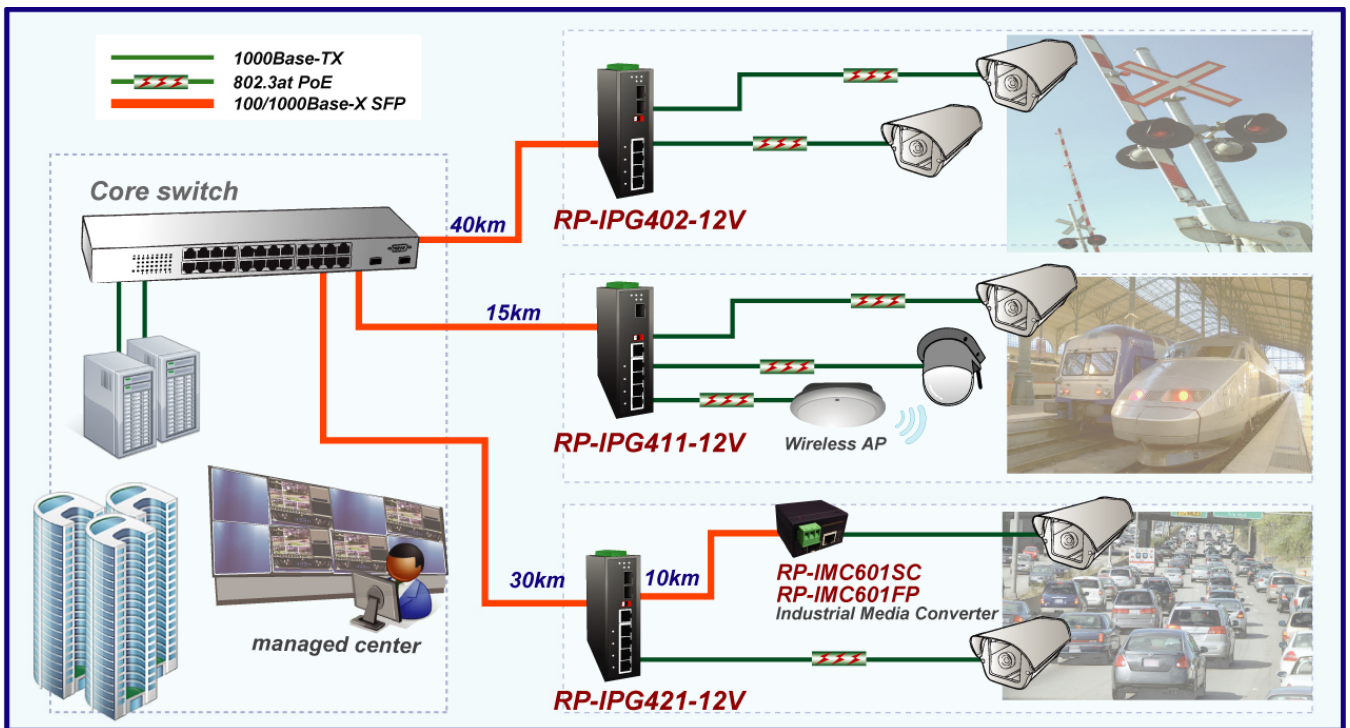 1000Base-TX
802.3at PoE
100/1000Base-X SFP
Core switch
40km
RP-IPG402-12V
15km
RP-IPG411-12V
Wireless AP
30km
10km
RP-IMC601SC
RP-IMC601FP
Industrial Media Converter
managed center
RP-IPG421-12V